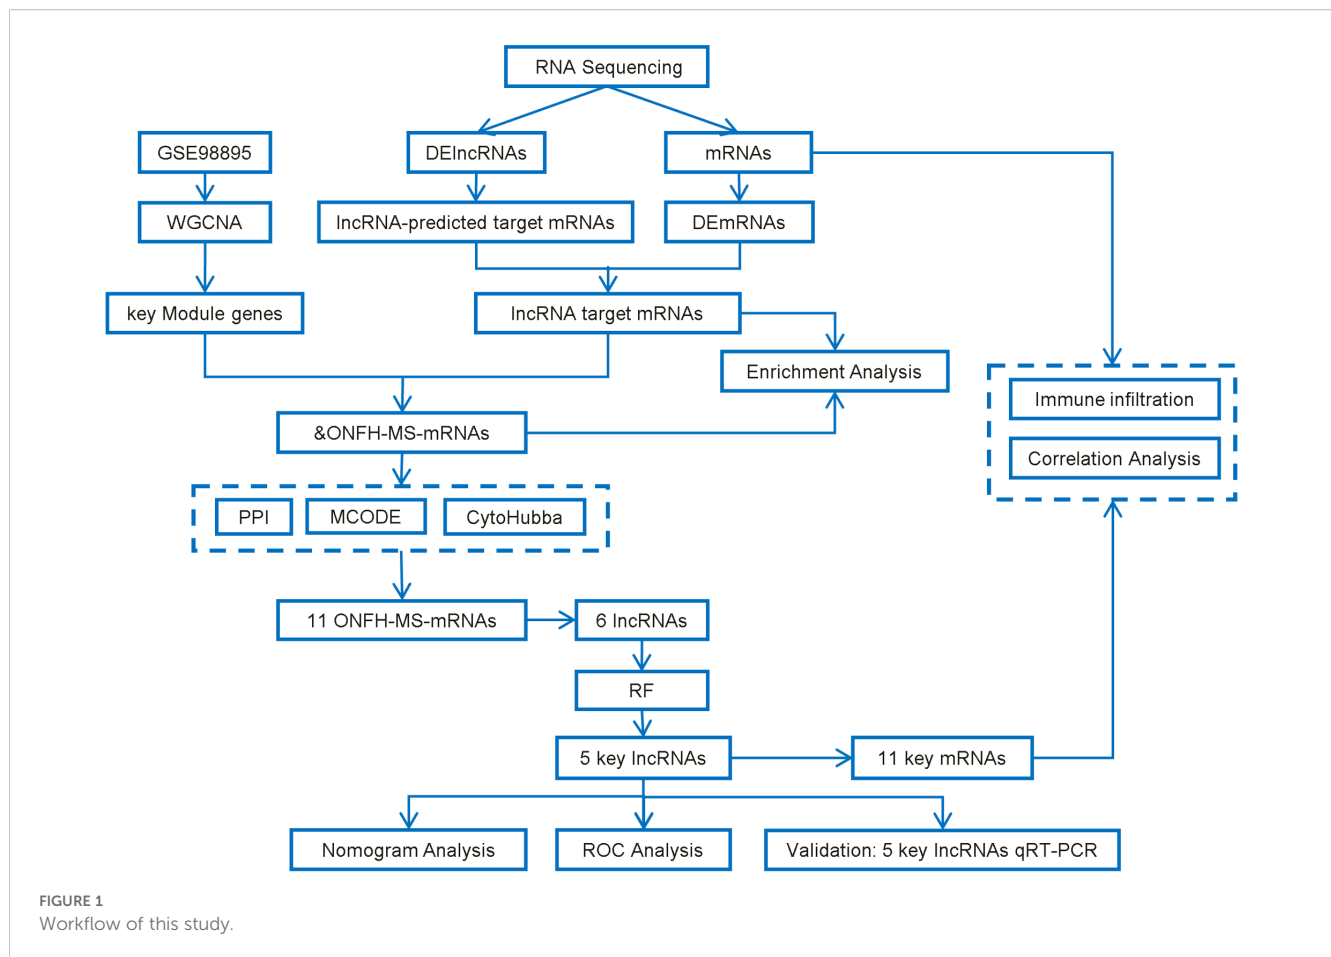 RNA Sequencing
GSE98895
DElncRNAs
mRNAs
WGCNA
lncRNA-predicted target mRNAs
DEmRNAs
key Module genes
lncRNA target mRNAs
Enrichment Analysis
Immune infiltration
&ONFH-MS-mRNAs
Correlation Analysis
PPI
MCODE
CytoHubba
11 ONFH-MS-mRNAs
6 lncRNAs
RF
5 key lncRNAs
11 key mRNAs
Nomogram Analysis
ROC Analysis
Validation: 5 key lncRNAs qRT-PCR
FIGURE 1
Workflow of this study.